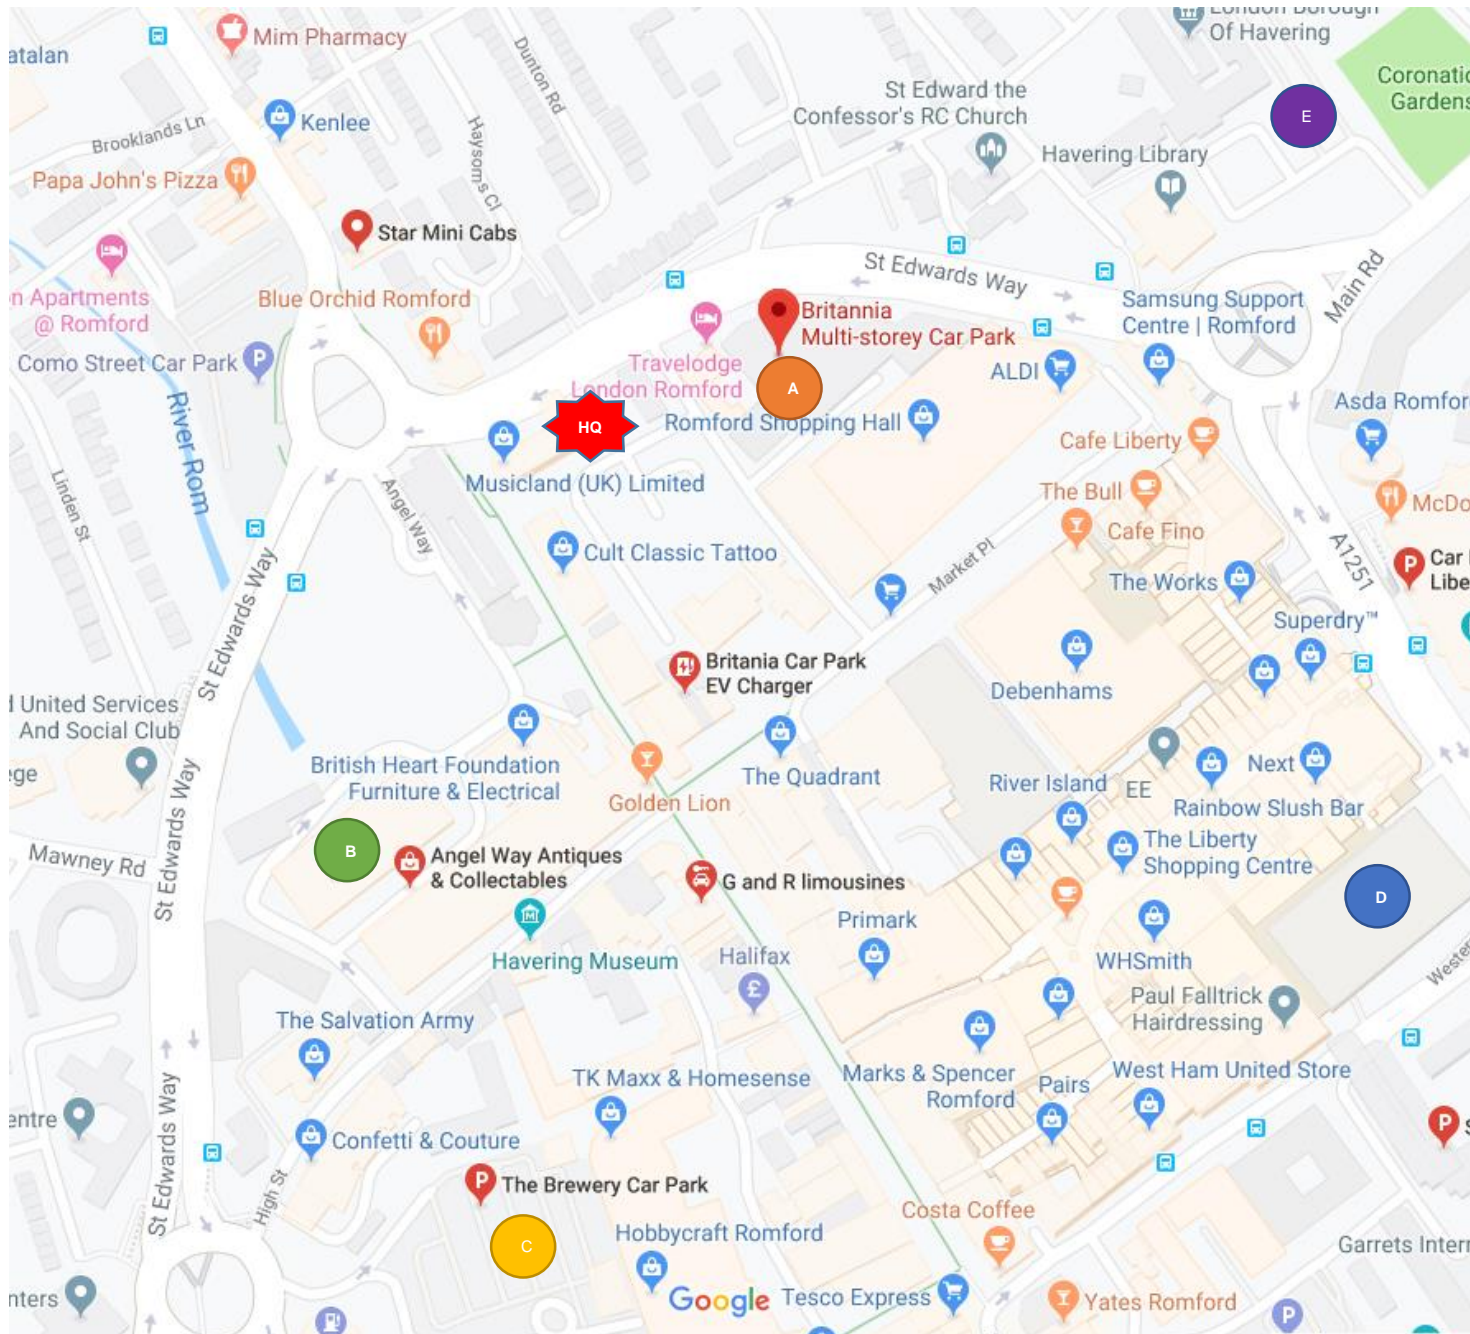 London Borough
Of Havering
atalan
Mim Pharmacy
Dunton Rd
Coronatic
Gardens
St Edward the
Confessor's RC Church
E
Brooklands Ln
Kenlee
Haysoms Cl
Havering Library
Papa John's Pizza
Star Mini Cabs
St Edwards Way
Main Rd
n Apartments
@ Romford
Blue Orchid Romford
Britannia
Multi-storey Car Park
Samsung Support
Centre | Romford
Como Street Car Park
P
Travelodge
London Romford
A
ALDI
River Rom
HQ
Romford Shopping Hall
Asda Romfor
Cafe Liberty
Musicland (UK) Limited
The Bull
McDo
Linden St
Angel Way
Cafe Fino
Cult Classic Tattoo
Market Pl
A1251
P
Car
Libe
The Works
St Edwards Way
Superdry™
Britania Car Park
EV Charger
Debenhams
d United Services
And Social Club
ege
British Heart Foundation
Furniture & Electrical
The Quadrant
River Island
EE
Next
Golden Lion
Rainbow Slush Bar
St Edwards Way
Mawney Rd
B
Angel Way Antiques
& Collectables
The Liberty
Shopping Centre
G and R limousines
D
Primark
M
Havering Museum
Halifax
£
WHSmith
Wester
Paul Falltrick
Hairdressing
The Salvation Army
TK Maxx & Homesense
Marks & Spencer
Romford
Pairs
West Ham United Store
entre
St Edwards Way
Confetti & Couture
P
S
High St
P
The Brewery Car Park
Costa Coffee
C
Hobbycraft Romford
Garrets Interr
nters
Google
Tesco Express
Yates Romford
P